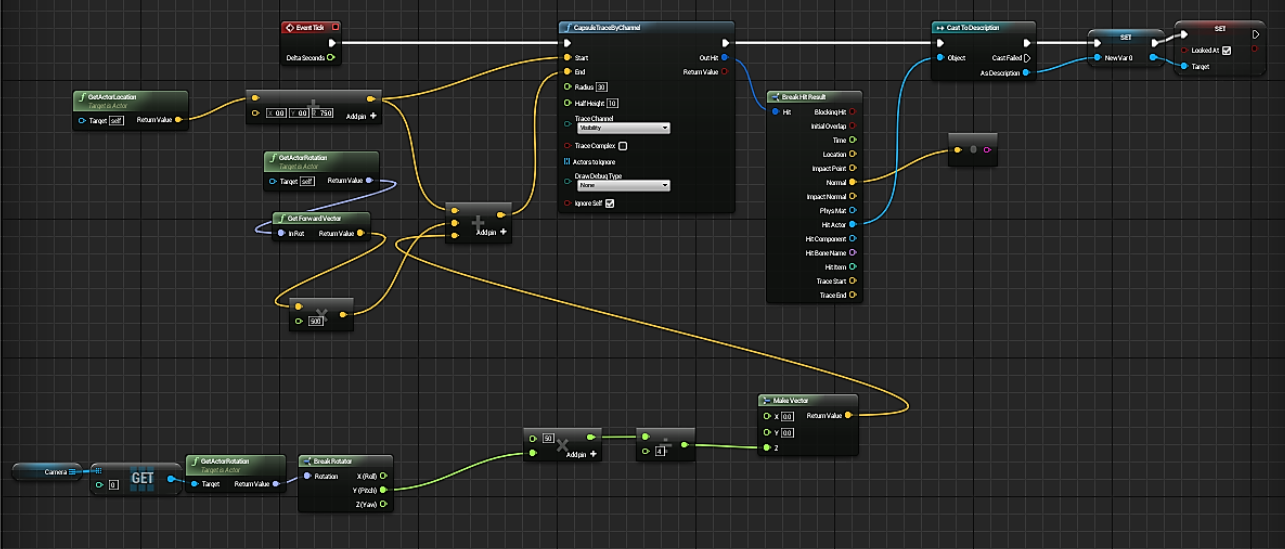 Event Tick
Delta Seconds
CapsuleTraceByChannel
Start
End
Radius 30
Half Height 10
Trace Channel
Visibility
Trace Complex
Actors to Ignore
Draw Debug Type
None
Ignore Self
Out Hit
Return Value
Cast To Description
Object
Cast Failed
As Description
SET
New Var 0
SET
Looked At
Target
GetActorLocation
Target is Actor
Target self
Return Value
X 0.0 Y 0.0 Z 75.0
Add pin +
GetActorRotation
Target is Actor
Target self
Return Value
Get Forward Vector
In Rot
Return Value
Add pin +
500
Break Hit Result
Hit
Blocking Hit
Initial Overlap
Time
Location
Impact Point
Normal
Impact Normal
Phys Mat
Hit Actor
Hit Component
Hit Bone Name
Hit Item
Trace Start
Trace End
Make Vector
X 0.0
Y 0.0
Z
Return Value
50
Add pin +
4
Camera
GET
0
GetActorRotation
Target is Actor
Target
Return Value
Break Rotator
Rotation
X (Roll)
Y (Pitch)
Z (Yaw)